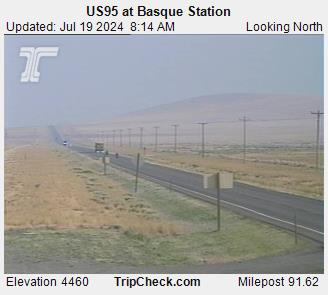 US95 at Basque Station
Updated: Jul 19 2024 8:14 AM Looking North
Elevation 4460 TripCheck.com Milepost 91.62